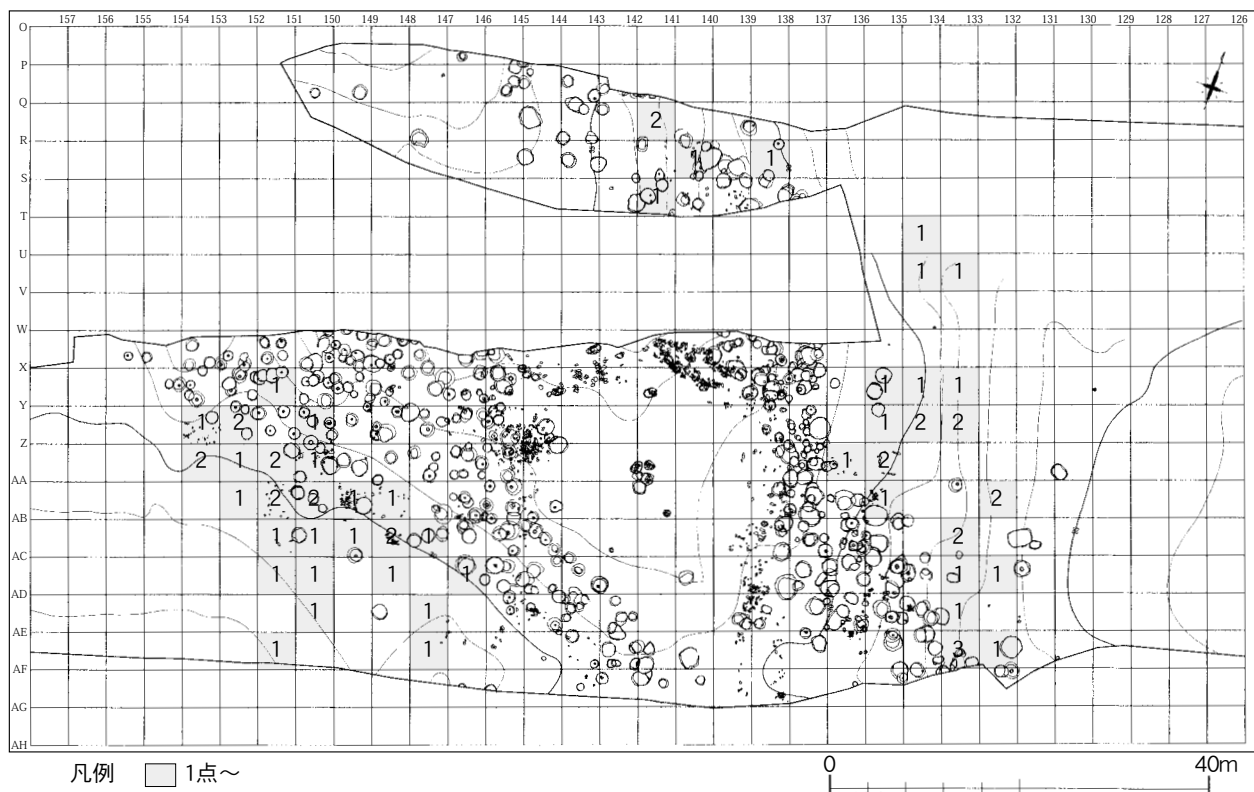 157 156 155 154 153 152 151 150 149 148 147 146 145 144 143 142 141 140 139 138 137 136 135 134 133 132 131 130 129 128 127 126
O
P
Q
2
R
1 1
S
1
T
1
U
1 1
V
W
X
1 1 1 1
Y
1 2 1 1 2 2
Z
2 1 2 1 1 2
AA
1 2 2 1 1 1 2
AB
1 1 1 2 1 2
AC
1 1 1 1 1 1
AD
1 1 1
AE
1 1 3 1
AF
AG
AH
凡例 1点～
0 40m